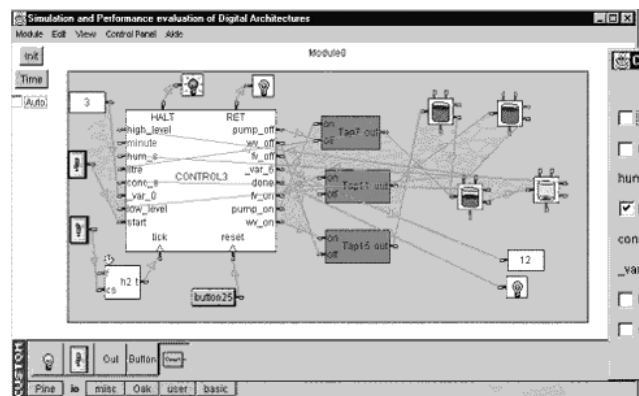 Simulation and Performance evaluation of Digital Architectures
Module Edit View Control Panel Aide
Module0
Init
Time
Auto
3
HALT RET
high_level pump_off
minute wv_off
hum_s fv_off
litre _var_6
conc_s done
CONTROL3
_var_0 fv_on
low_level pump_on
start wv_on
tick reset
h2 t
cs
button25
on
Tap7 out
off
on
Tap11 out
off
on
Tap15 out
off
12
hum
con
_var
CUSTOM
Out Button
Pine io misc Oak user basic